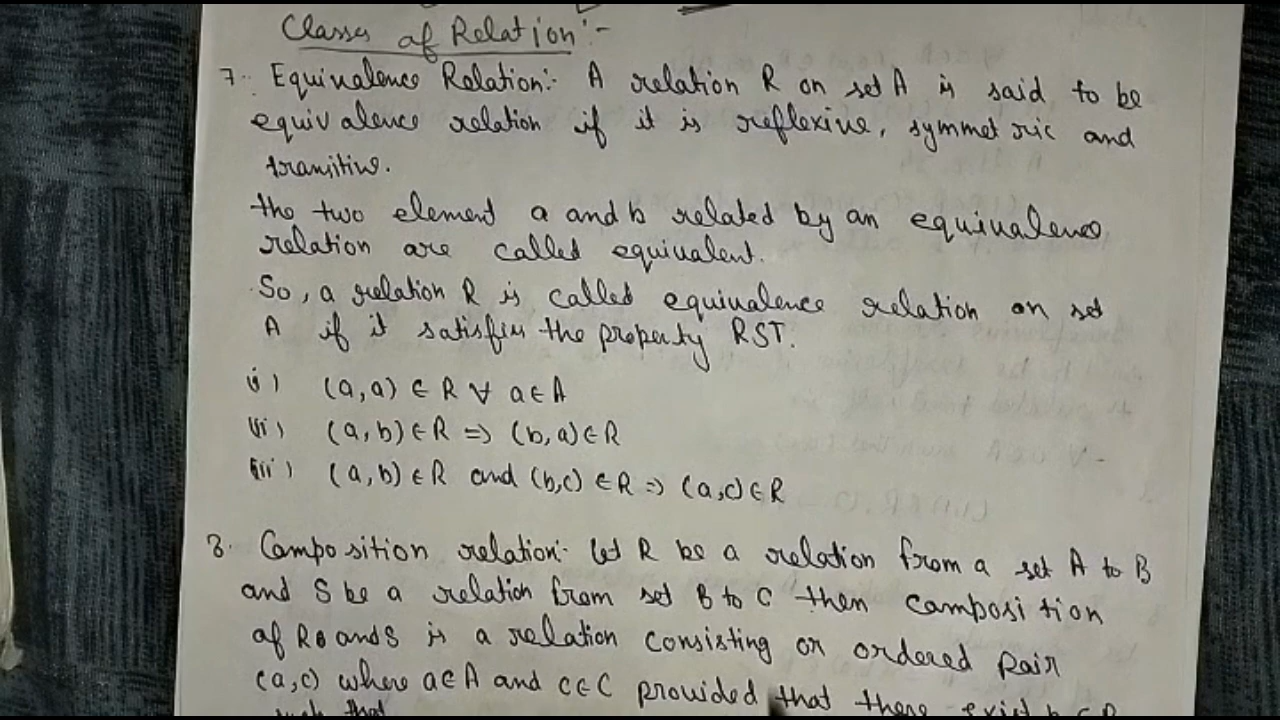 Classes of Relation :-
7. Equivalence Relation:- A relation R on set A is said to be
equivalence relation if it is reflexive, symmetric and
transitive.
the two element a and b related by an equivalence
relation are called equivalent.
So, a relation R is called equivalence relation on set
A if it satisfies the property RST.
(i) (a,a) ∈ R ∀ a∈A
(ii) (a,b)∈R => (b,a)∈R
(iii) (a,b)∈R and (b,c)∈R => (a,c)∈R
8. Composition relation:- let R be a relation from a set A to B
and S be a relation from set B to C then composition
of R and S is a relation consisting or ordered pair
(a,c) where a∈A and c∈C provided that there exist b∈B
such that